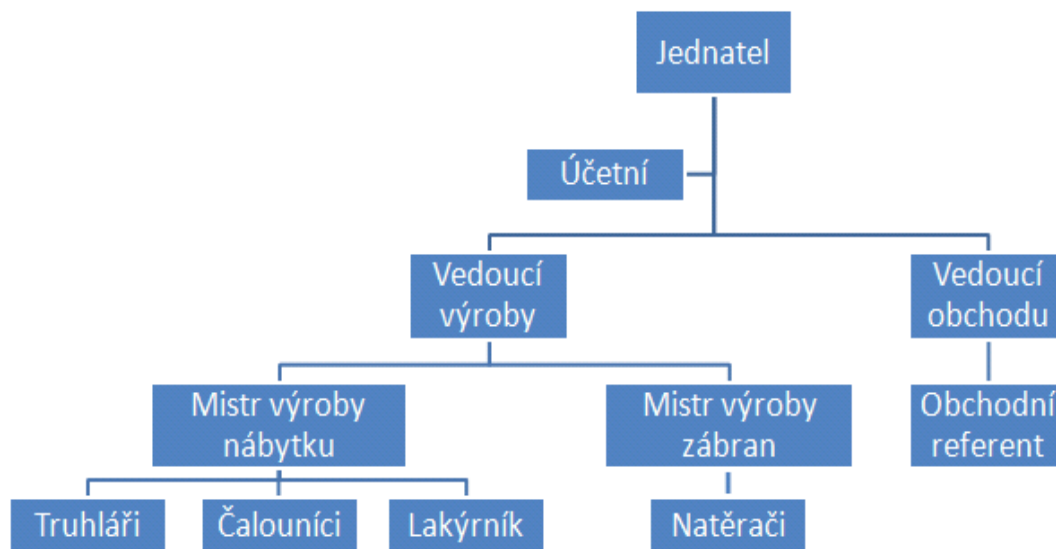 Jednatel
Účetní
Vedoucí
výroby
Vedoucí
obchodu
Mistr výroby
nábytku
Mistr výroby
zábran
Obchodní
referent
Truhláři
Čalouníci
Lakýrník
Natěrači